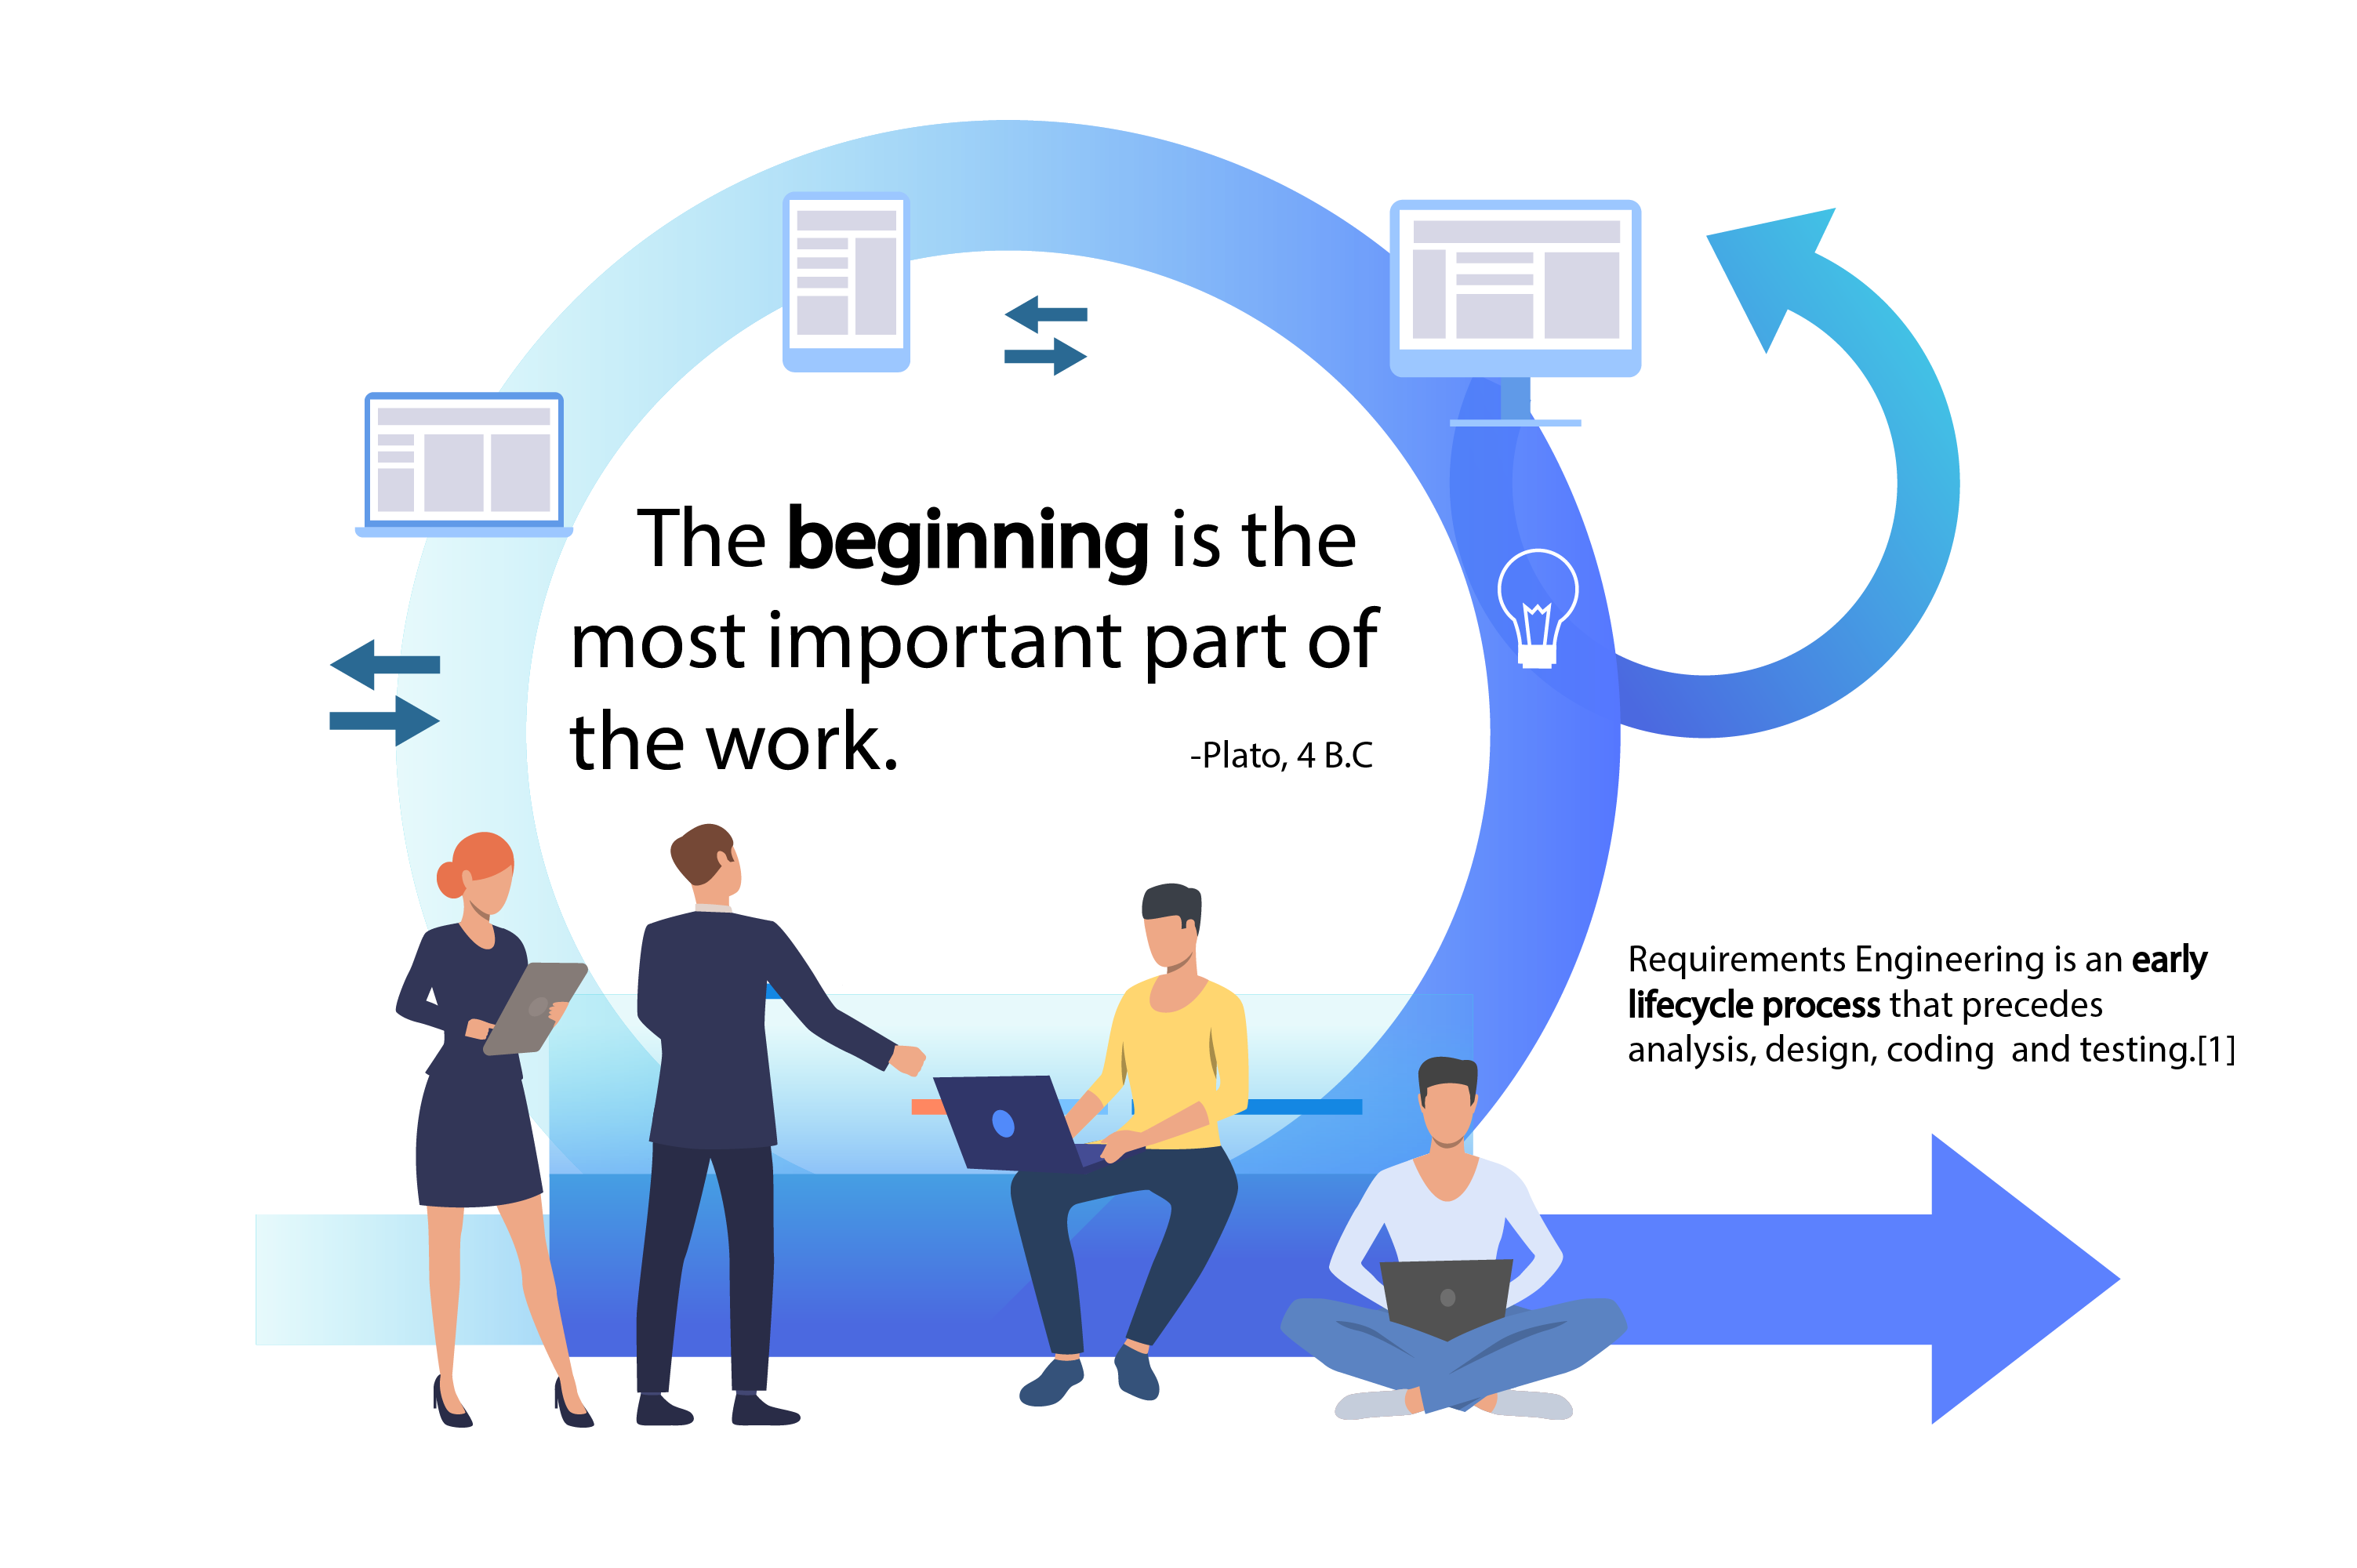 The beginning is the
most important part of
the work.
-Plato, 4 B.C
Requirements Engineering is an early
lifecycle process that precedes
analysis, design, coding  and testing.[1]